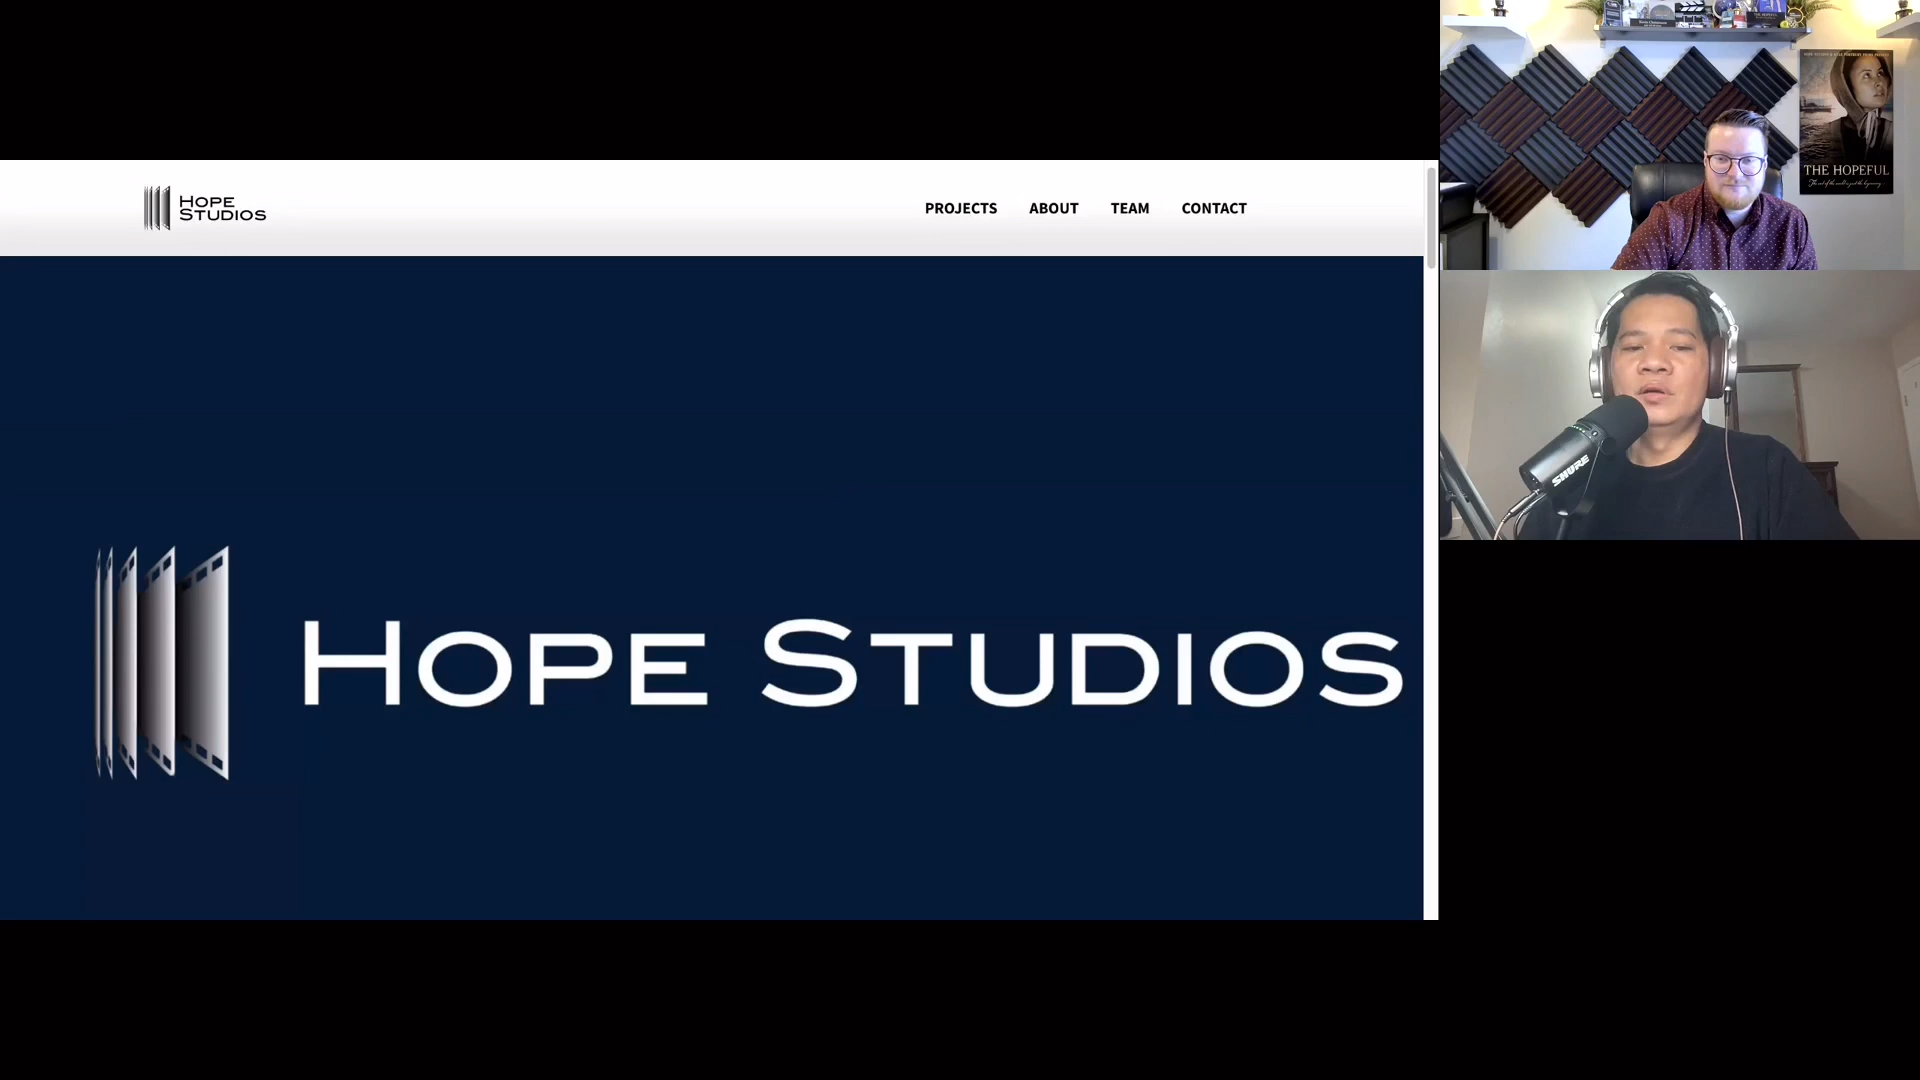 HOPE
STUDIOS
PROJECTS
ABOUT
TEAM
CONTACT
HOPE STUDIOS
THE HOPEFUL
SHURE